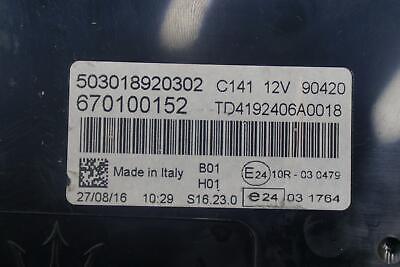 503018920302 C141 12V 90420
670100152 TD4192406A0018
Made in Italy B01 E24 10R - 03 0479
H01
27/08/16 10:29 S16.23.0 e24 03 1764